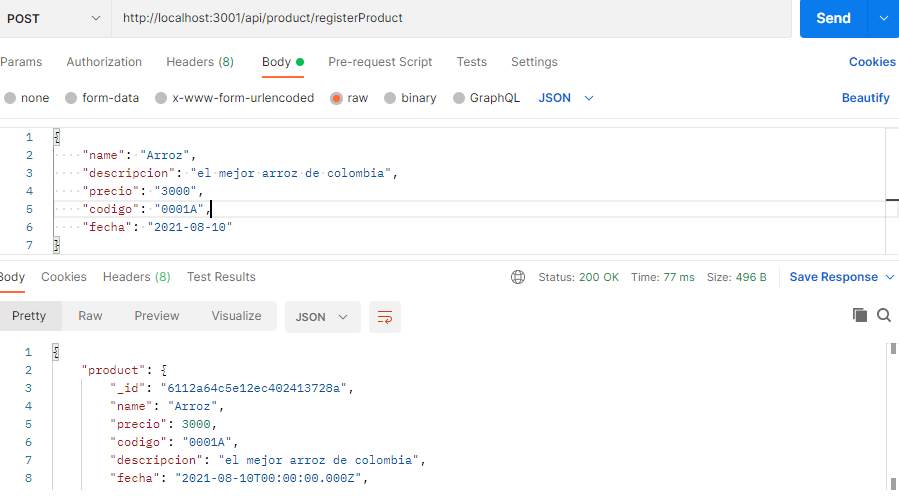 POST http://localhost:3001/api/product/registerProduct Send
Params Authorization Headers (8) Body Pre-request Script Tests Settings Cookies
none form-data x-www-form-urlencoded raw binary GraphQL JSON Beautify
1 {
2 "name": "Arroz",
3 "descripcion": "el mejor arroz de colombia",
4 "precio": "3000",
5 "codigo": "0001A",
6 "fecha": "2021-08-10"
7 }
Body Cookies Headers (8) Test Results Status: 200 OK Time: 77 ms Size: 496 B Save Response
Pretty Raw Preview Visualize JSON
1 {
2 "product": {
3 "_id": "6112a64c5e12ec402413728a",
4 "name": "Arroz",
5 "precio": 3000,
6 "codigo": "0001A",
7 "descripcion": "el mejor arroz de colombia",
8 "fecha": "2021-08-10T00:00:00.000Z",